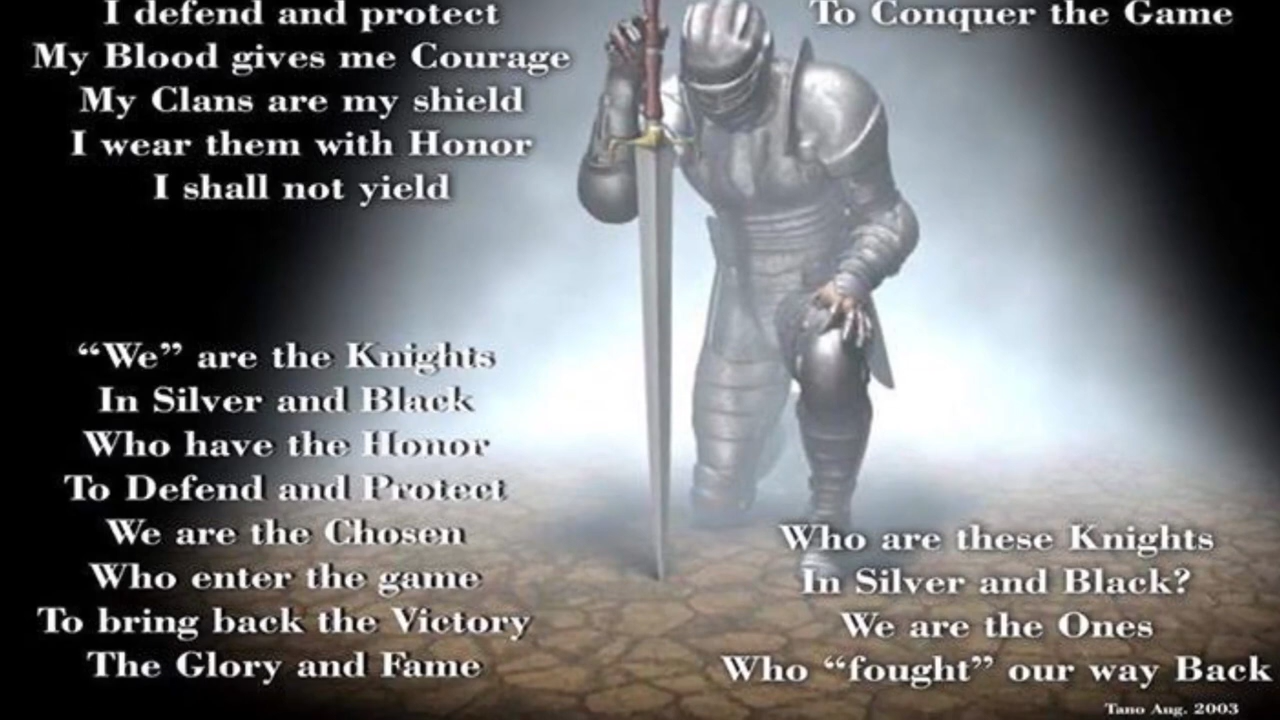 I defend and protect
My Blood gives me Courage
My Clans are my shield
I wear them with Honor
I shall not yield
“We” are the Knights
In Silver and Black
Who have the Honor
To Defend and Protect
We are the Chosen
Who enter the game
To bring back the Victory
The Glory and Fame
To Conquer the Game
Who are these Knights
In Silver and Black?
We are the Ones
Who “fought” our way Back
Tano Aug. 2003